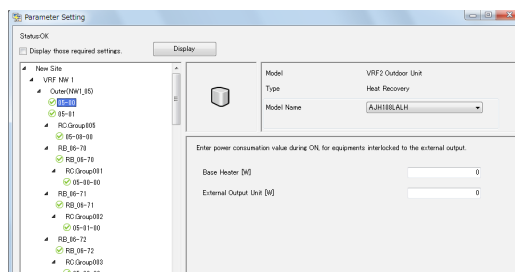 Parameter Setting
Status:OK
Display those required settings.
Display
New Site
VRF NW 1
Outer(NW1_05)
05-00
05-01
RC:Group005
05-08-00
RB_06-70
RB_06-70
RC:Group001
05-00-00
RB_06-71
RB_06-71
RC:Group002
05-01-00
RB_06-72
RB_06-72
RC:Group003
Model VRF2 Outdoor Unit
Type Heat Recovery
Model Name AJH108LALH
Enter power consumation value during ON, for equipments interlocked to the external output.
Base Heater [W] 0
External Output Unit [W] 0